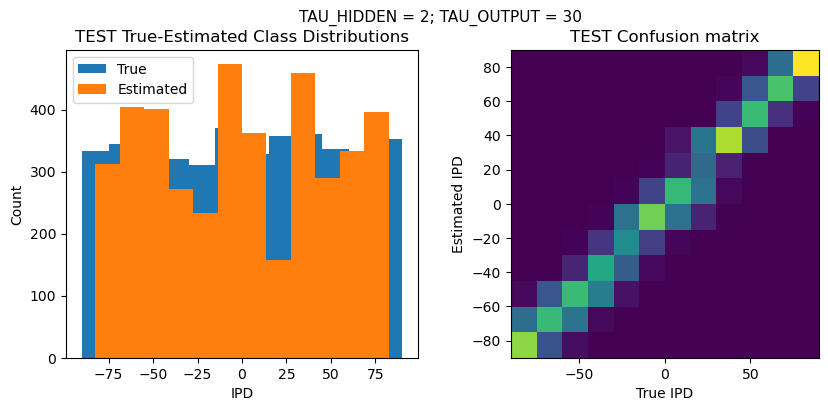 TAU_HIDDEN = 2; TAU_OUTPUT = 30
TEST True-Estimated Class Distributions
True
Estimated
400
300
200
100
0
Count
−75
−50
−25
0
25
50
75
IPD
TEST Confusion matrix
80
60
40
20
0
−20
−40
−60
−80
Estimated IPD
−50
0
50
True IPD